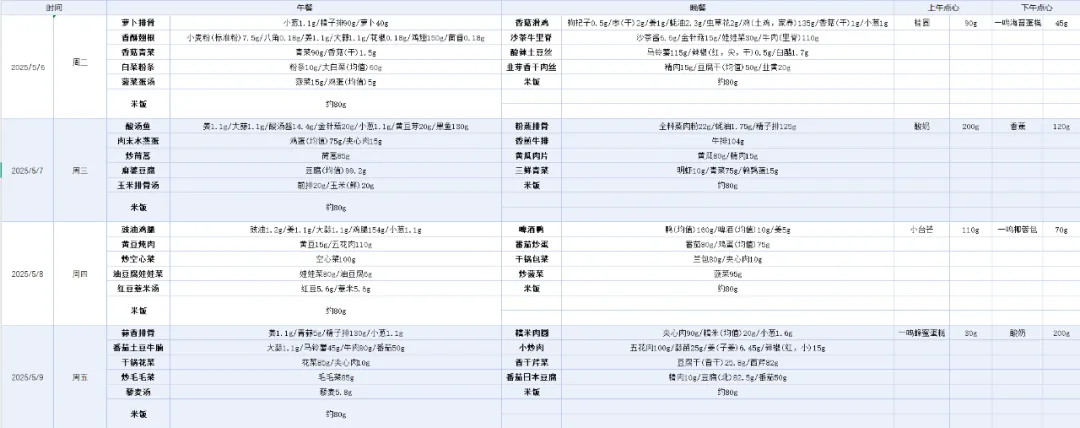 时间 午餐 晚餐 上午点心 下午点心
2025/5/6 周二
萝卜排骨 小葱1.1g/精子排90g/萝卜40g 香菇滑鸡 枸杞子0.5g/枣(干)2g/姜1g/蚝油2.3g/虫草花2g/鸡(土鸡，家养)135g/香菇(干)1g/小葱1g 桂圆 90g 一鸣海苔蛋糕 45g
香酥翅根 小麦粉(标准粉)7.5g/八角0.18g/姜1.1g/大蒜1.1g/花椒0.18g/鸡翅150g/茴香0.18g 沙茶牛里脊 沙茶酱6.6g/金针菇15g/娃娃菜30g/牛肉(里脊)110g
香菇青菜 青菜90g/香菇(干)1.5g 酸辣土豆丝 马铃薯115g/辣椒(红，尖，干)0.5g/白醋1.7g
白菜粉条 粉条10g/大白菜(均值)60g 韭芽香干肉丝 精肉15g/豆腐干(均值)50g/韭黄20g
菠菜蛋汤 菠菜15g/鸡蛋(均值)5g 米饭 约80g
米饭 约80g
2025/5/7 周三
酸汤鱼 姜1.1g/大蒜1.1g/酸汤酱14.4g/金针菇20g/小葱1.1g/黄豆芽20g/黑鱼130g 粉蒸排骨 全料蒸肉粉22g/蚝油1.75g/精子排125g 酸奶 200g 香蕉 120g
肉末水蒸蛋 鸡蛋(均值)75g/夹心肉15g 香煎牛排 牛排104g
炒茼蒿 茼蒿85g 黄瓜肉片 黄瓜80g/精肉15g
麻婆豆腐 豆腐(均值)99.2g 三鲜青菜 明虾10g/青菜75g/鹌鹑蛋15g
玉米排骨汤 前排20g/玉米(鲜)20g 米饭 约80g
米饭 约80g
2025/5/8 周四
豉油鸡腿 豉油1.2g/姜1.1g/大蒜1.1g/鸡腿154g/小葱1.1g 啤酒鸭 鸭(均值)160g/啤酒(均值)10g/姜5g 小台芒 110g 一鸣椰蓉包 70g
黄豆炖肉 黄豆15g/五花肉110g 番茄炒蛋 番茄80g/鸡蛋(均值)75g
炒空心菜 空心菜100g 干锅包菜 兰包80g/夹心肉10g
油豆腐娃娃菜 娃娃菜80g/油豆腐6g 炒菠菜 菠菜95g
红豆薏米汤 红豆5.6g/薏米5.6g 米饭 约80g
米饭 约80g
2025/5/9 周五
蒜香排骨 姜1.1g/青蒜5g/精子排130g/小葱1.1g 糯米肉圆 夹心肉90g/糯米(均值)20g/小葱1.6g 一鸣蜂蜜蛋糕 30g 酸奶 200g
番茄土豆牛腩 大蒜1.1g/马铃薯45g/牛肉80g/番茄50g 小炒肉 五花肉100g/蒜苗25g/姜(子姜)6.45g/辣椒(红，小)15g
干锅花菜 花菜85g/夹心肉10g 香干芹菜 豆腐干(香干)25.8g/西芹82g
炒毛毛菜 毛毛菜85g 番茄日本豆腐 精肉10g/豆腐(北)82.5g/番茄50g
藜麦汤 藜麦5.8g 米饭 约80g
米饭 约80g